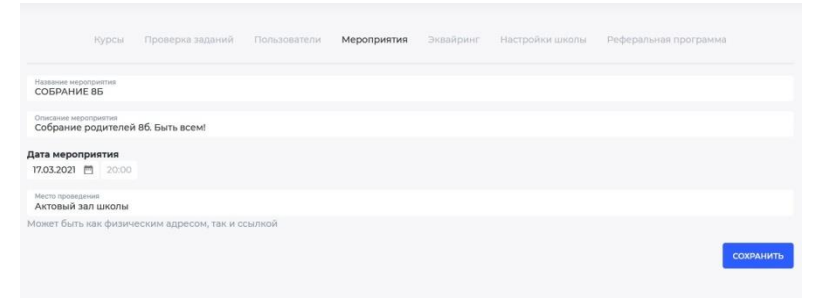 Курсы Проверка заданий Пользователи Мероприятия Эквайринг Настройки школы Реферальная программа
Название мероприятия
СОБРАНИЕ 8Б
Описание мероприятия
Собрание родителей 8б. Быть всем!
Дата мероприятия
17.03.2021 20:00
Место проведения
Актовый зал школы
Может быть как физическим адресом, так и ссылкой
СОХРАНИТЬ